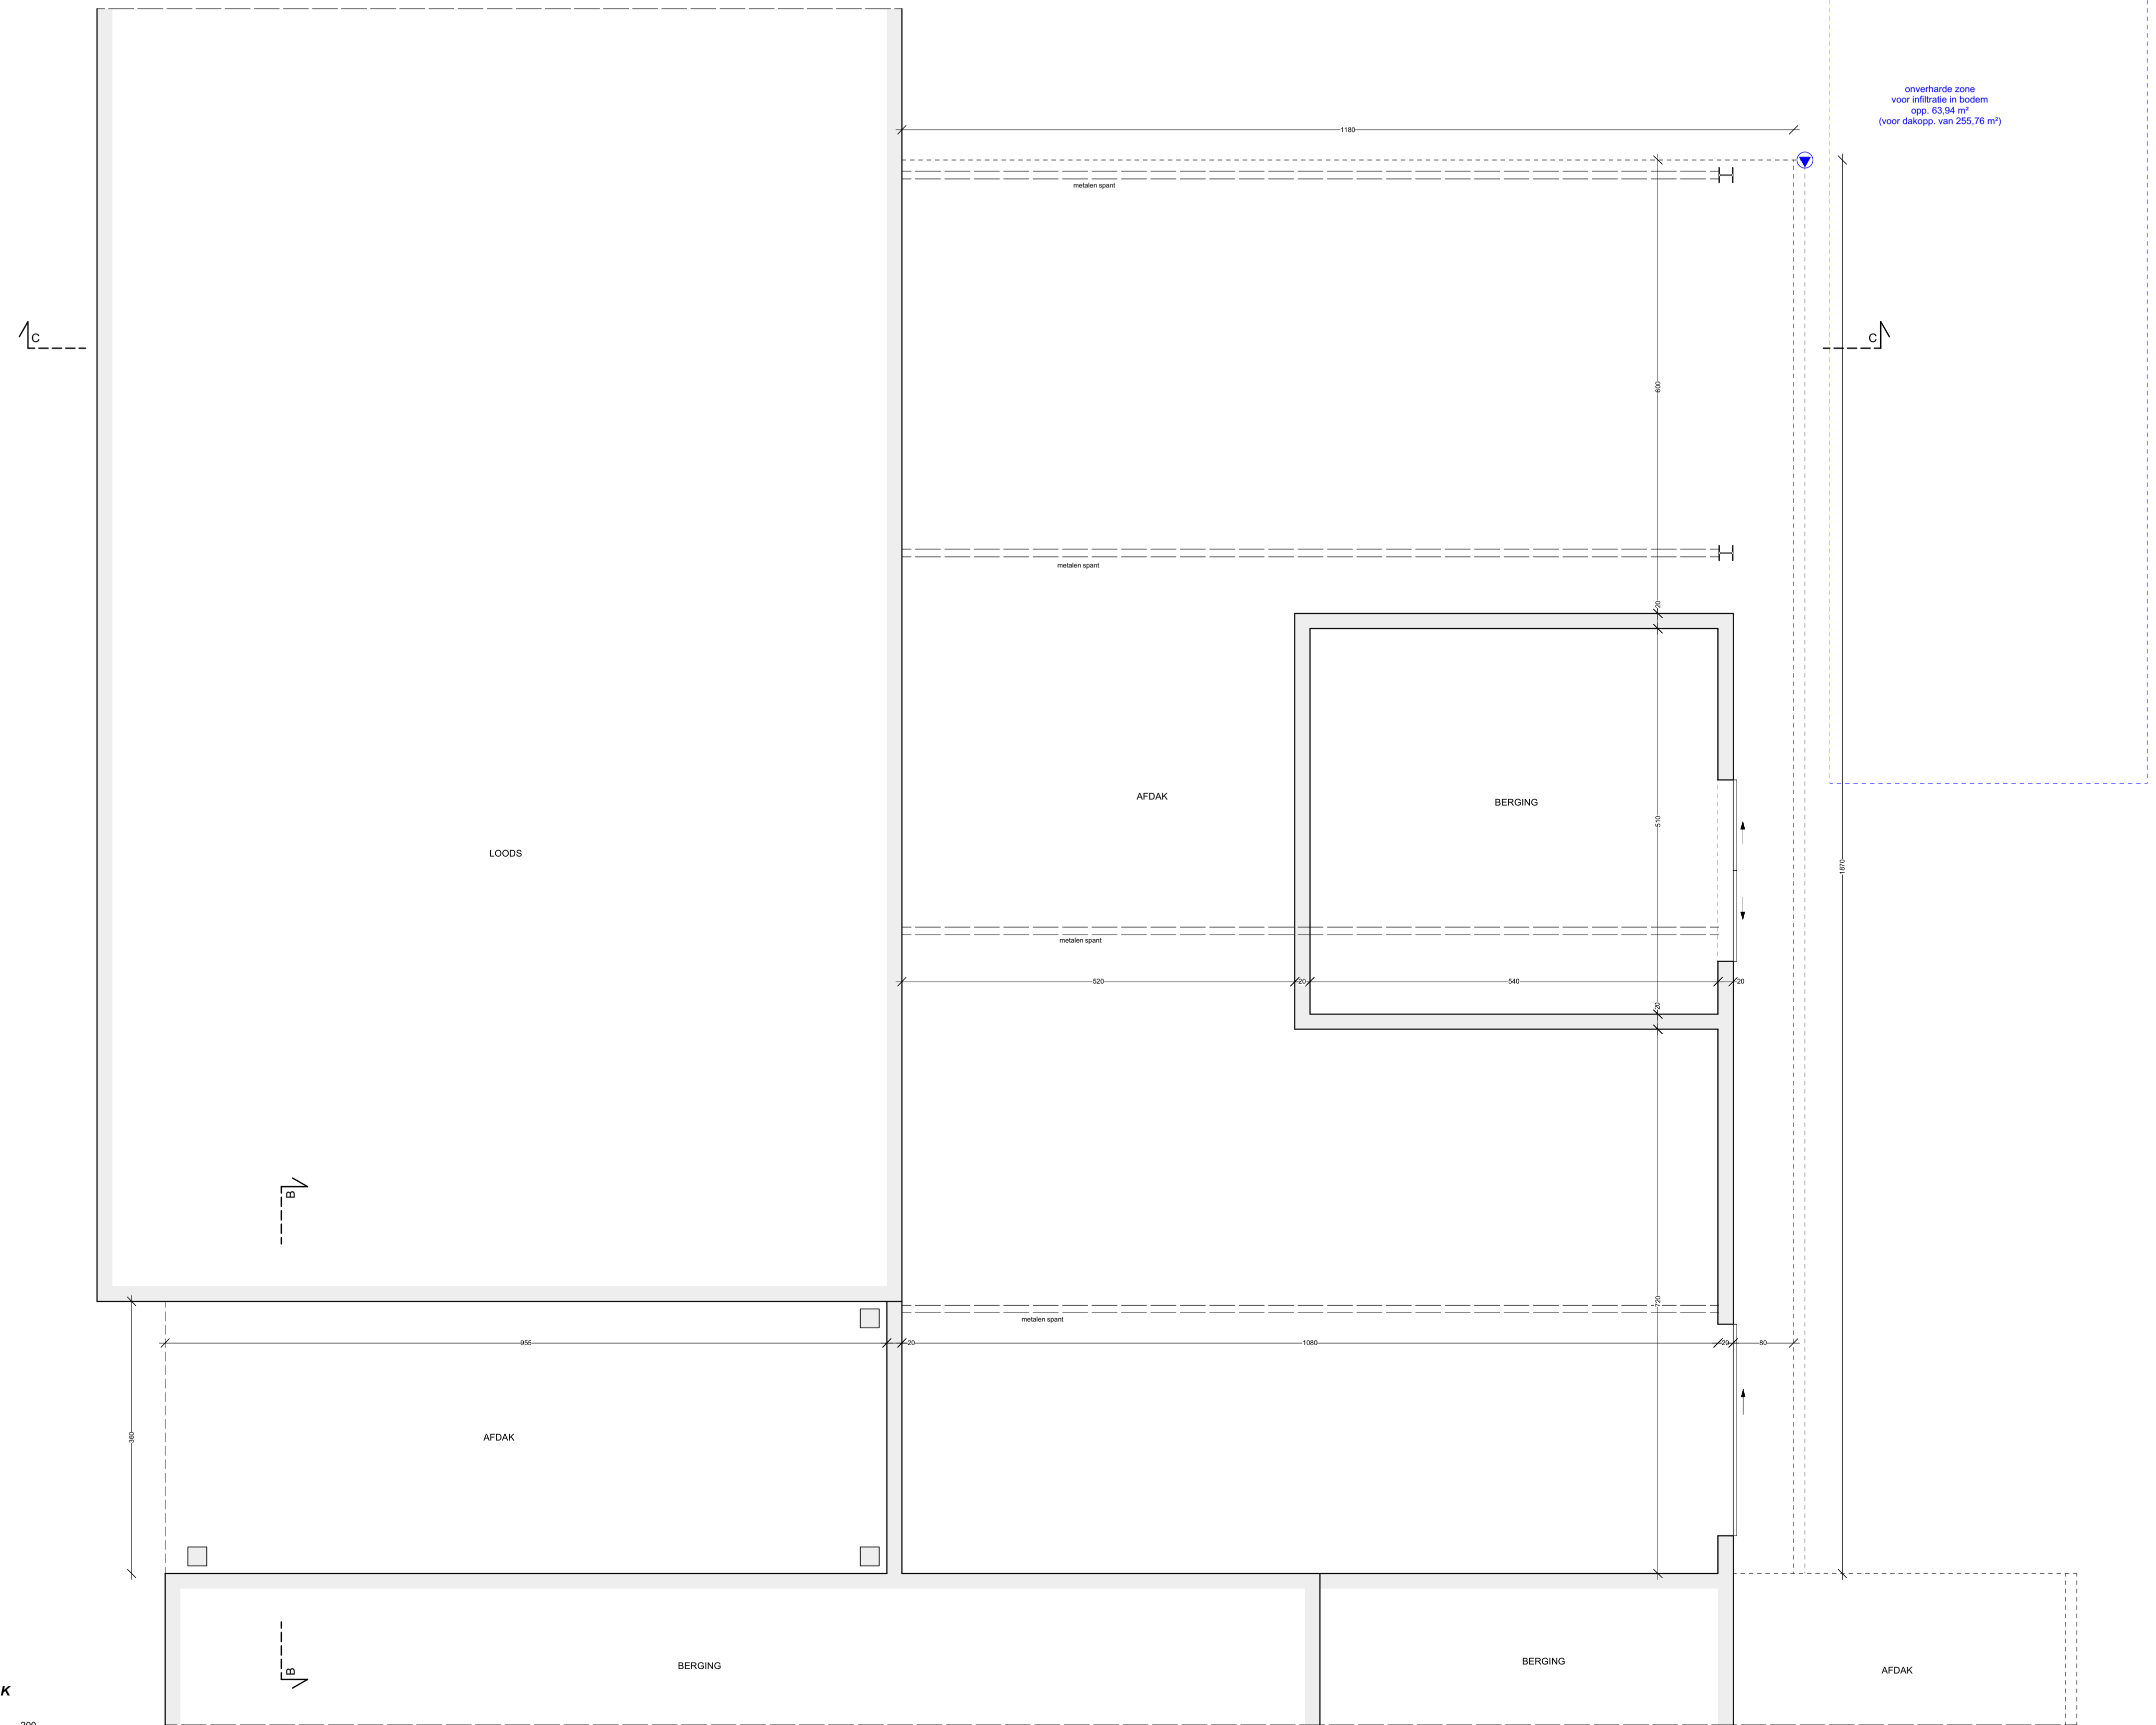 onverharde zone
voor infiltratie in bodem
opp. 63,94 m²
(voor dakopp. van 255,76 m²)
1180
metalen spant
C
C
600
metalen spant
20
AFDAK
BERGING
510
LOODS
1870
metalen spant
520
20
540
20
20
B
720
metalen spant
955
20
1080
20
80
360
AFDAK
BERGING
BERGING
AFDAK
B
K
200